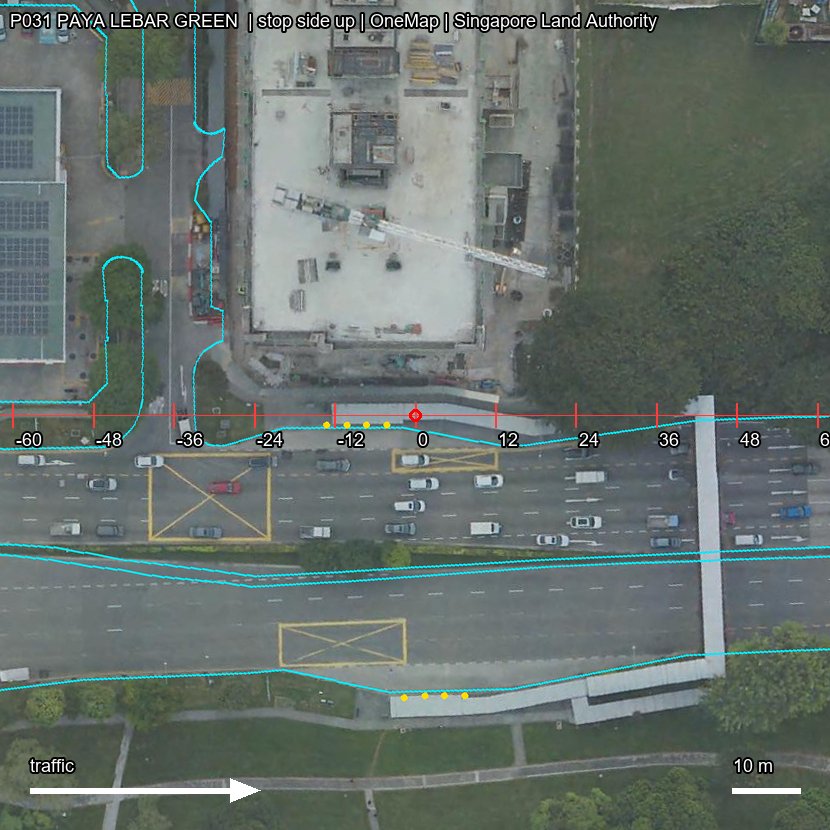 P031 PAYA LEBAR GREEN | stop side up | OneMap | Singapore Land Authority
-60 -48 -36 -24 -12 0 12 24 36 48 6
traffic
10 m